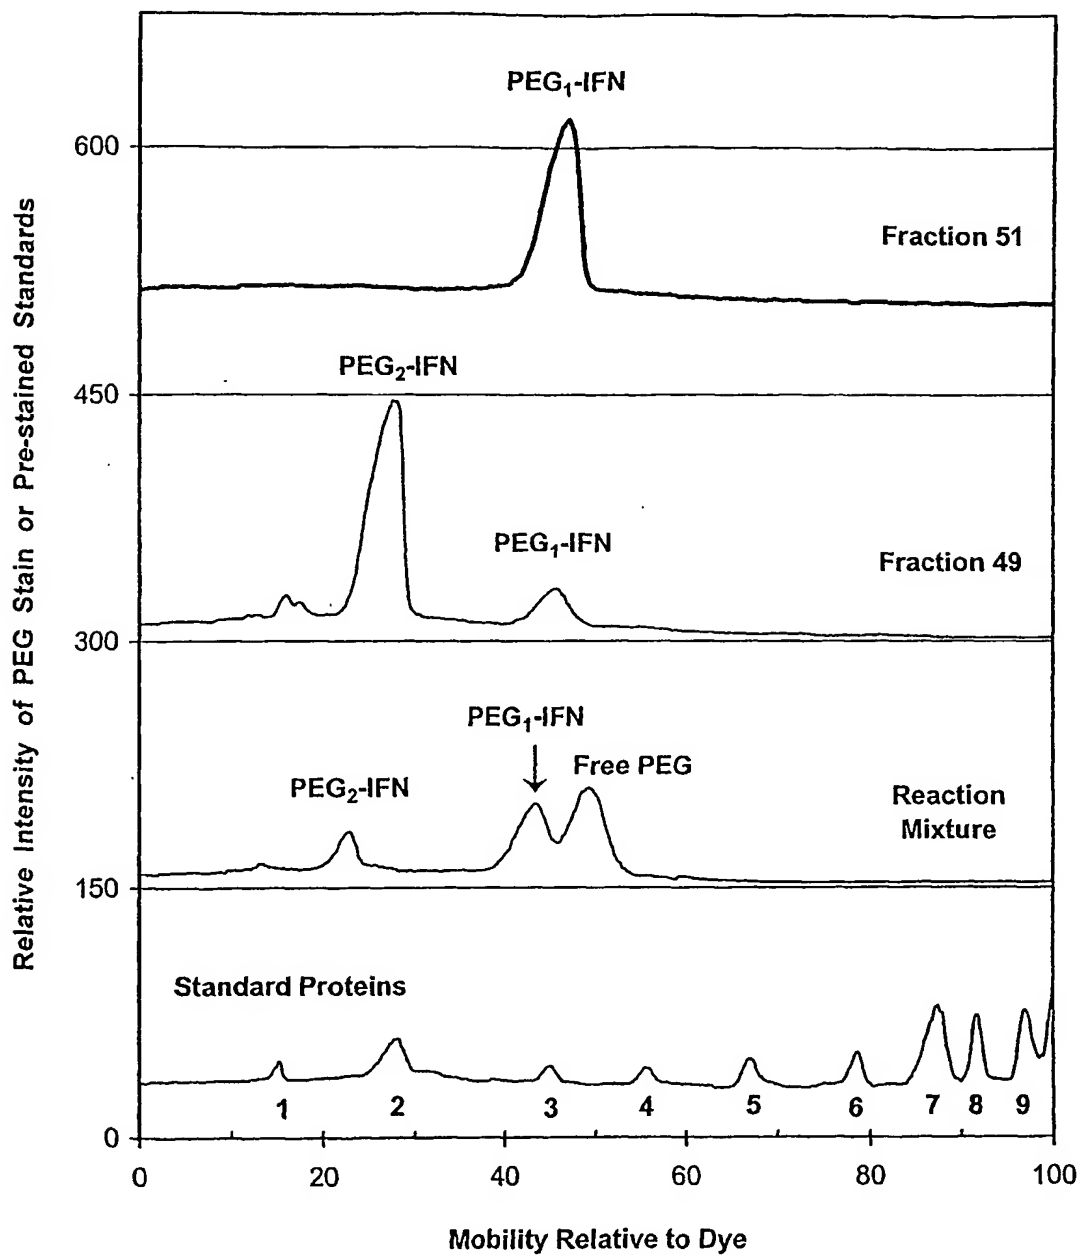 PEG₁-IFN
600
Fraction 51
PEG₂-IFN
450
PEG₁-IFN
Fraction 49
300
PEG₁-IFN
Free PEG
PEG₂-IFN
Reaction
Mixture
150
Standard Proteins
1 2 3 4 5 6 7 8 9
0
0 20 40 60 80 100
Mobility Relative to Dye
Relative Intensity of PEG Stain or Pre-stained Standards